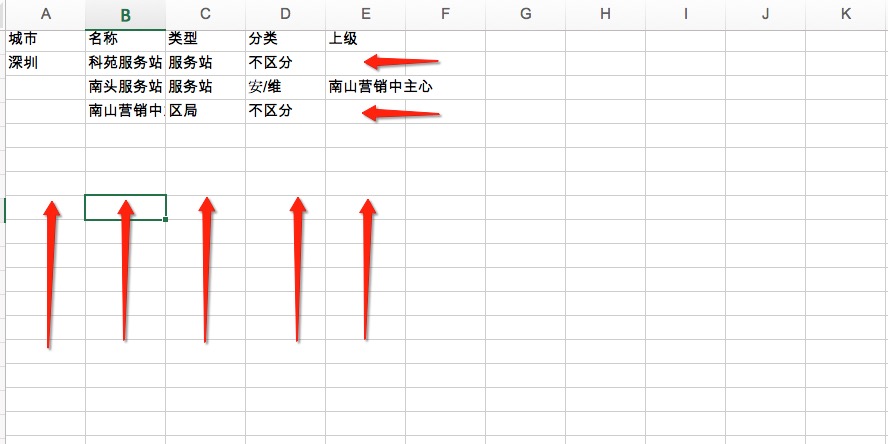 A B C D E F G H I J K
城市 名称 类型 分类 上级
深圳 科苑服务站 服务站 不区分
南头服务站 服务站 安/维 南山营销中主心
南山营销中 区局 不区分